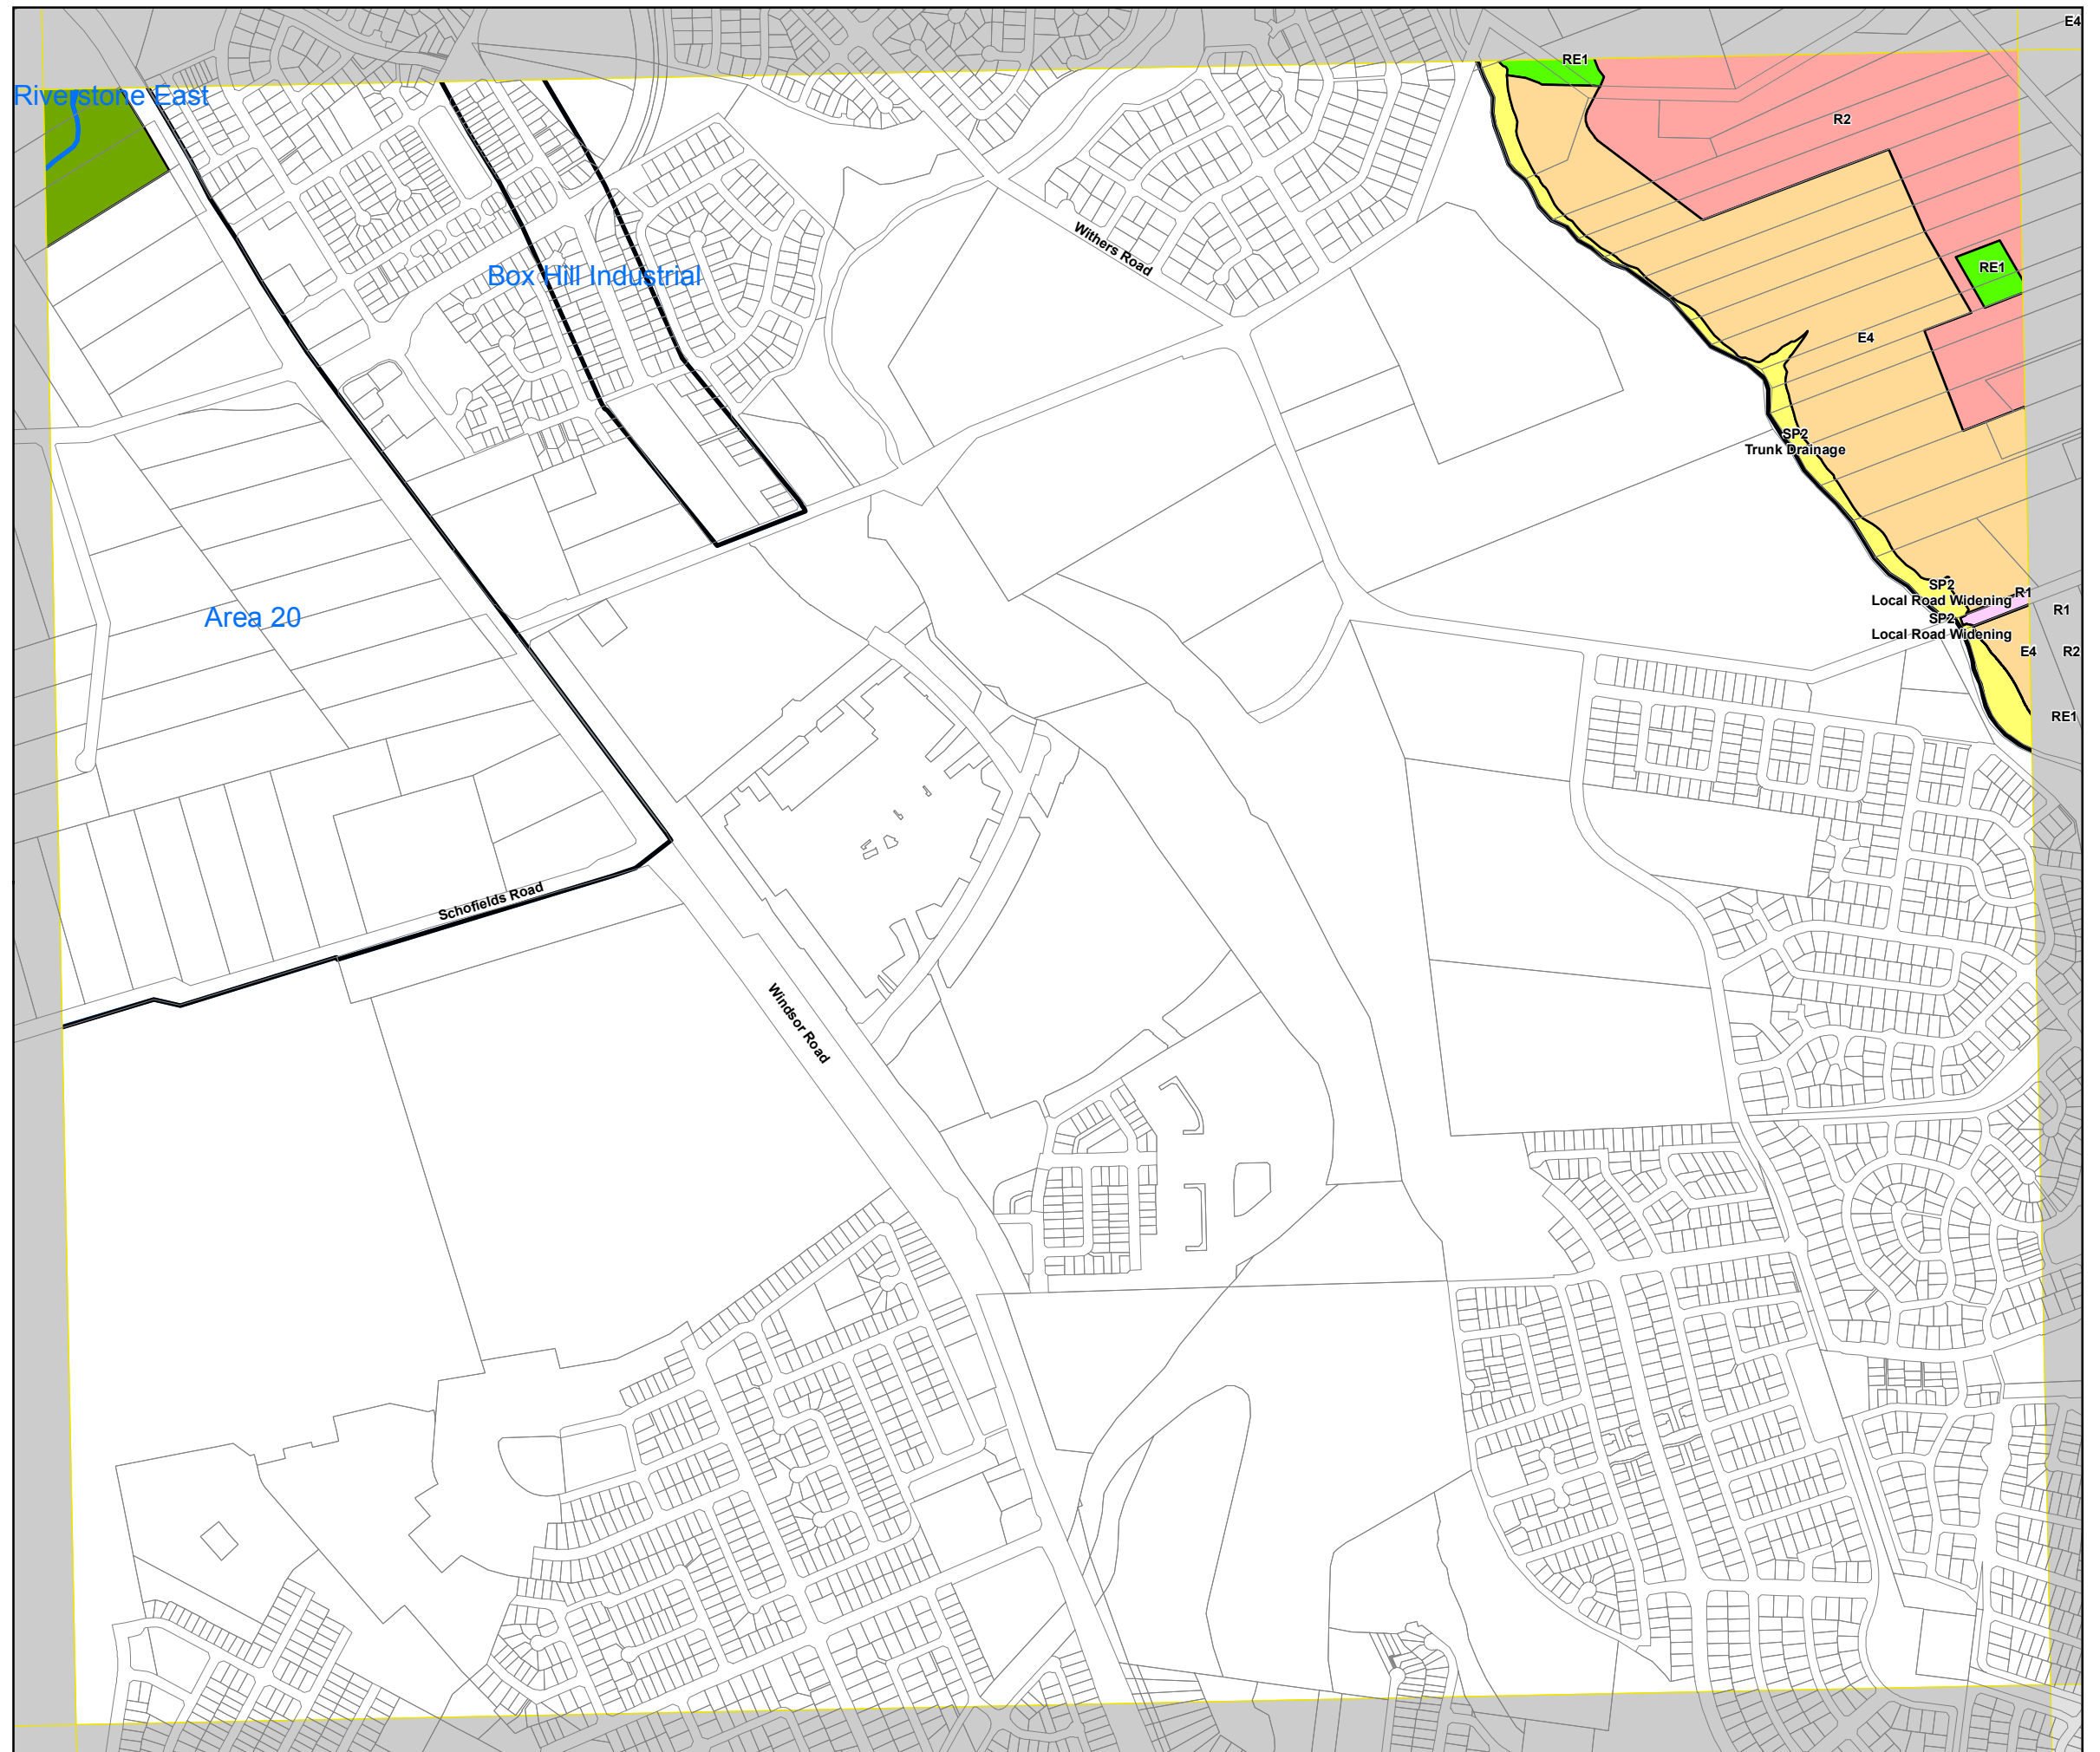 E4
RE1
Riverstone East
R2
Withers Road
RE1
Box Hill Industrial
E4
SP2
Trunk Drainage
SP2
Local Road Widening
R1
R1
Area 20
SP2
Local Road Widening
E4
R2
RE1
Schofields Road
Windsor Road